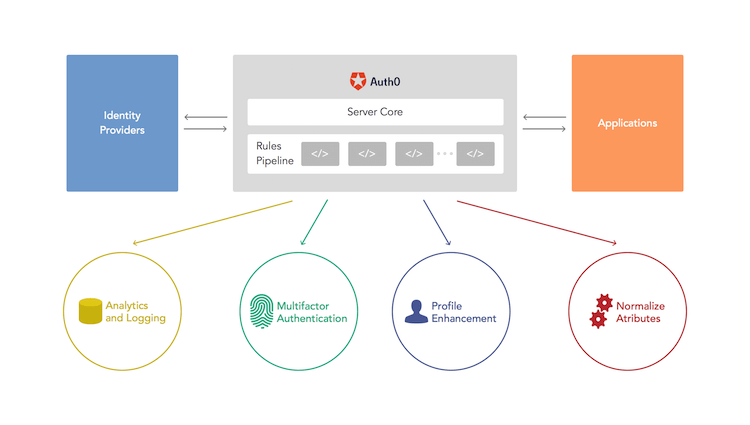 Auth0
Identity
Providers
Server Core
Applications
Rules
Pipeline
</> </> </> </>
Analytics
and Logging
Multifactor
Authentication
Profile
Enhancement
Normalize
Atributes